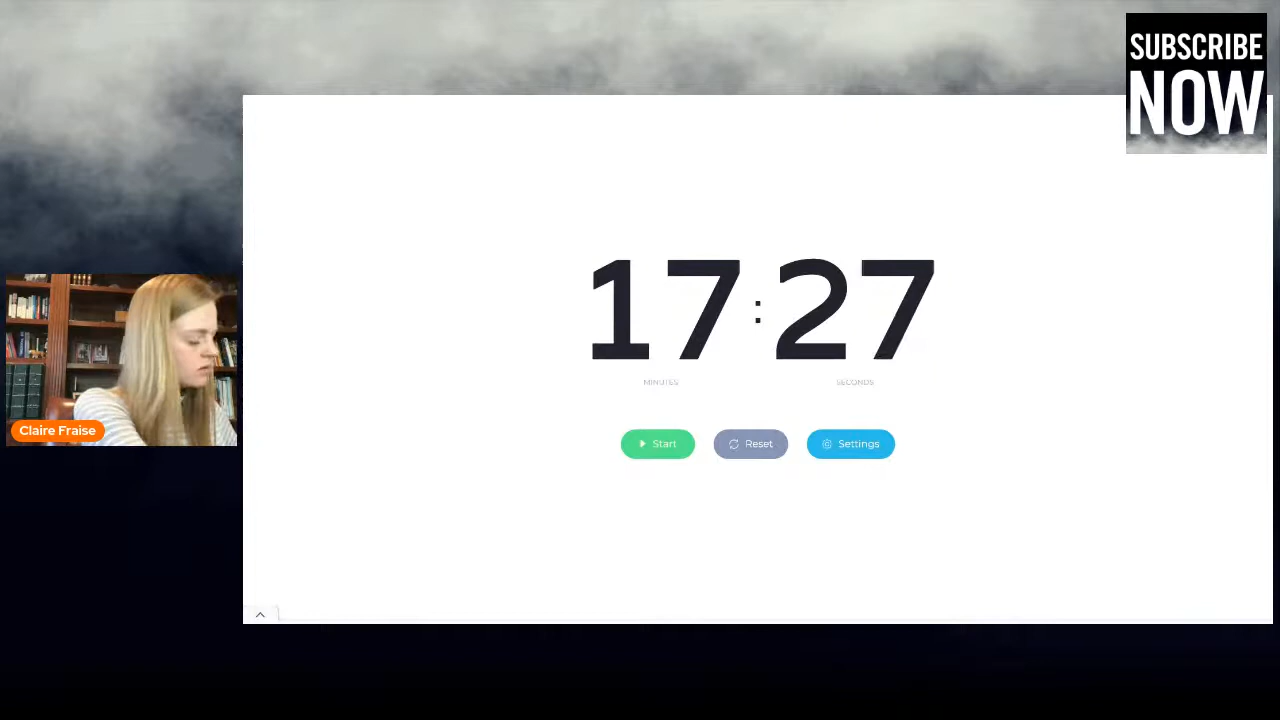 SUBSCRIBE
NOW
17:27
MINUTES SECONDS
Start Reset Settings
Claire Fraise